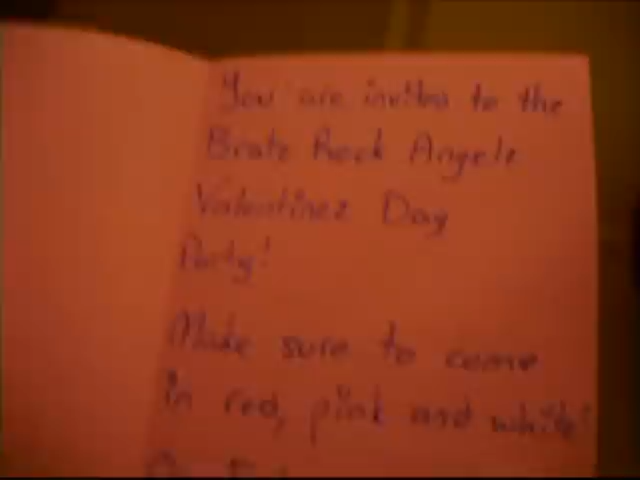 You are invited to the
Bratz Rock Angelz
Valentinez Day
Party!
Make sure to come
in red, pink and white!